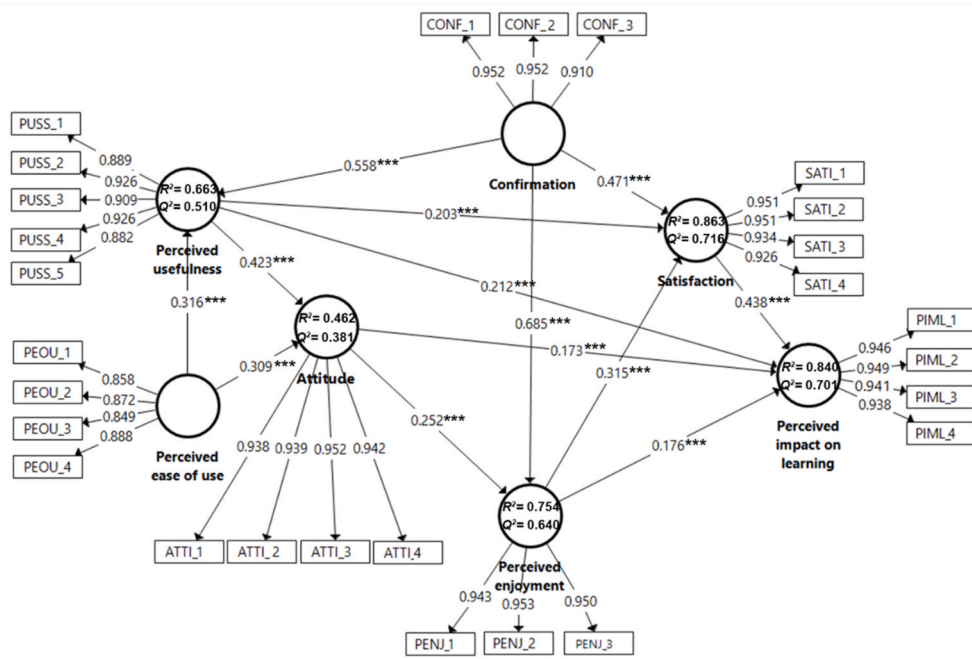 CONF_1
CONF_2
CONF_3
0.952
0.952
0.910
Confirmation
PUSS_1
PUSS_2
PUSS_3
PUSS_4
PUSS_5
0.889
0.926
0.909
0.926
0.882
R²= 0.663
Q²= 0.510
Perceived
usefulness
0.558***
0.471***
0.203***
R²= 0.863
Q²= 0.716
Satisfaction
0.951
0.951
0.934
0.926
SATI_1
SATI_2
SATI_3
SATI_4
0.423***
0.212***
0.316***
0.438***
R²= 0.462
Q²= 0.381
Attitude
0.309***
0.685***
0.173***
0.315***
PEOU_1
PEOU_2
PEOU_3
PEOU_4
0.858
0.872
0.849
0.888
Perceived
ease of use
R²= 0.840
Q²= 0.701
Perceived
impact on
learning
0.946
0.949
0.941
0.938
PIML_1
PIML_2
PIML_3
PIML_4
0.252***
0.176***
0.938
0.939
0.952
0.942
ATTI_1
ATTI_2
ATTI_3
ATTI_4
R²= 0.754
Q²= 0.640
Perceived
enjoyment
0.943
0.953
0.950
PENJ_1
PENJ_2
PENJ_3